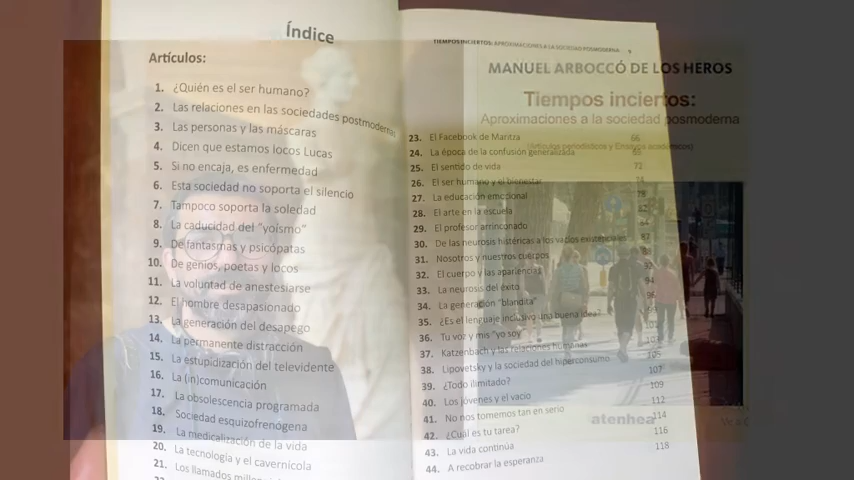 Índice
Artículos:
1. ¿Quién es el ser humano?
2. Las relaciones en las sociedades postmodernas
3. Las personas y las máscaras
4. Dicen que estamos locos Lucas
5. Si no encaja, es enfermedad
6. Esta sociedad no soporta el silencio
7. Tampoco soporta la soledad
8. La caducidad del "yoísmo"
9. De fantasmas y psicópatas
10. De genios, poetas y locos
11. La voluntad de anestesiarse
12. El hombre desapasionado
13. La generación del desapego
14. La permanente distracción
15. La estupidización del televidente
16. La (in)comunicación
17. La obsolescencia programada
18. Sociedad esquizofrenógena
19. La medicalización de la vida
20. La tecnología y el cavernícola
21. Los llamados
TIEMPOS INCIERTOS: APROXIMACIONES A LA SOCIEDAD POSMODERNA
MANUEL ARBOCCÓ DE LOS HEROS
Tiempos inciertos:
Aproximaciones a la sociedad posmoderna
(Artículos periodísticos y Ensayos académicos)
23. El Facebook de Maritza 66
24. La época de la confusión generalizada
25. El sentido de vida 72
26. El ser humano y el bienestar
27. La educación emocional
28. El arte en la escuela
29. El profesor arrinconado
30. De las neurosis histéricas a los vacíos existenciales 87
31. Nosotros y nuestros cuerpos
32. El cuerpo y las apariencias
33. La neurosis del éxito 94
34. La generación "blandita"
35. ¿Es el lenguaje inclusivo una buena idea?
36. Tu voz y mis "yo soy"
37. Katzenbach y las relaciones humanas
38. Lipovetsky y la sociedad del hiperconsumo 105
39. ¿Todo ilimitado? 107
40. Los jóvenes y el vacío 109
41. No nos tomemos tan en serio 112
42. ¿Cuál es tu tarea? 114
43. La vida continúa 116
44. A recobrar la esperanza 118
atenhea